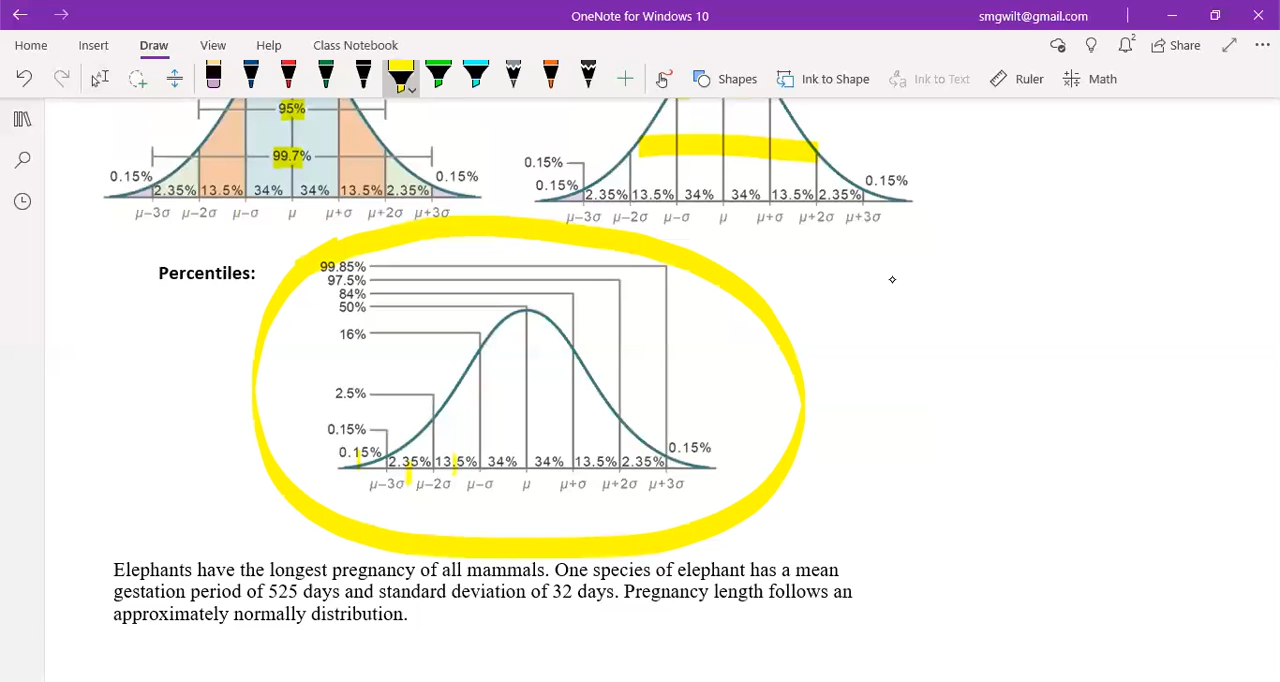 OneNote for Windows 10
smgwilt@gmail.com
Home Insert Draw View Help Class Notebook
2 Share
Shapes Ink to Shape Ink to Text Ruler Math
95%
99.7%
0.15% 0.15%
2.35% 13.5% 34% 34% 13.5% 2.35%
μ−3σ μ−2σ μ−σ μ μ+σ μ+2σ μ+3σ
0.15%
0.15% 0.15%
2.35% 13.5% 34% 34% 13.5% 2.35%
μ−3σ μ−2σ μ−σ μ μ+σ μ+2σ μ+3σ
Percentiles:
99.85%
97.5%
84%
50%
16%
2.5%
0.15%
0.15% 0.15%
2.35% 13.5% 34% 34% 13.5% 2.35%
μ−3σ μ−2σ μ−σ μ μ+σ μ+2σ μ+3σ
Elephants have the longest pregnancy of all mammals. One species of elephant has a mean
gestation period of 525 days and standard deviation of 32 days. Pregnancy length follows an
approximately normally distribution.